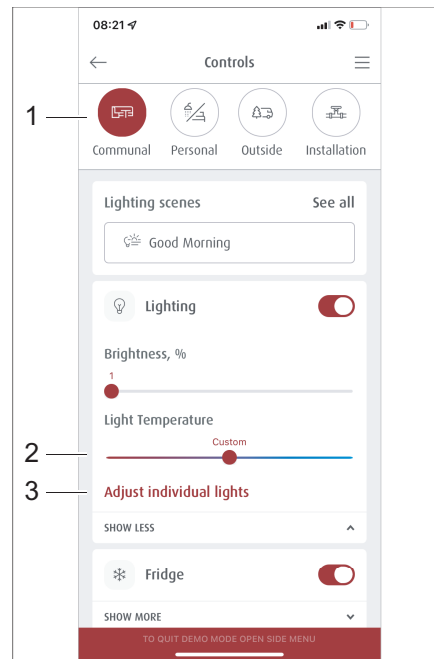 08:21
Controls
1
Communal Personal Outside Installation
Lighting scenes See all
Good Morning
Lighting
Brightness, %
1
Light Temperature
Custom
2
3 Adjust individual lights
SHOW LESS
Fridge
SHOW MORE
TO QUIT DEMO MODE OPEN SIDE MENU